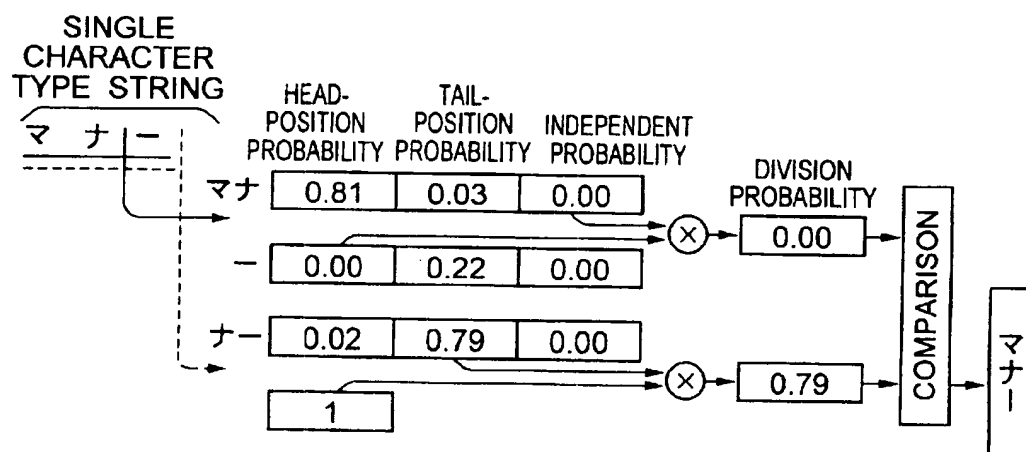 SINGLE
CHARACTER
TYPE STRING
マ ナ ー
HEAD-
POSITION
PROBABILITY
TAIL-
POSITION
PROBABILITY
INDEPENDENT
PROBABILITY
マナ 0.81 0.03 0.00
ー 0.00 0.22 0.00
ナー 0.02 0.79 0.00
1
DIVISION
PROBABILITY
0.00
0.79
COMPARISON
マナー